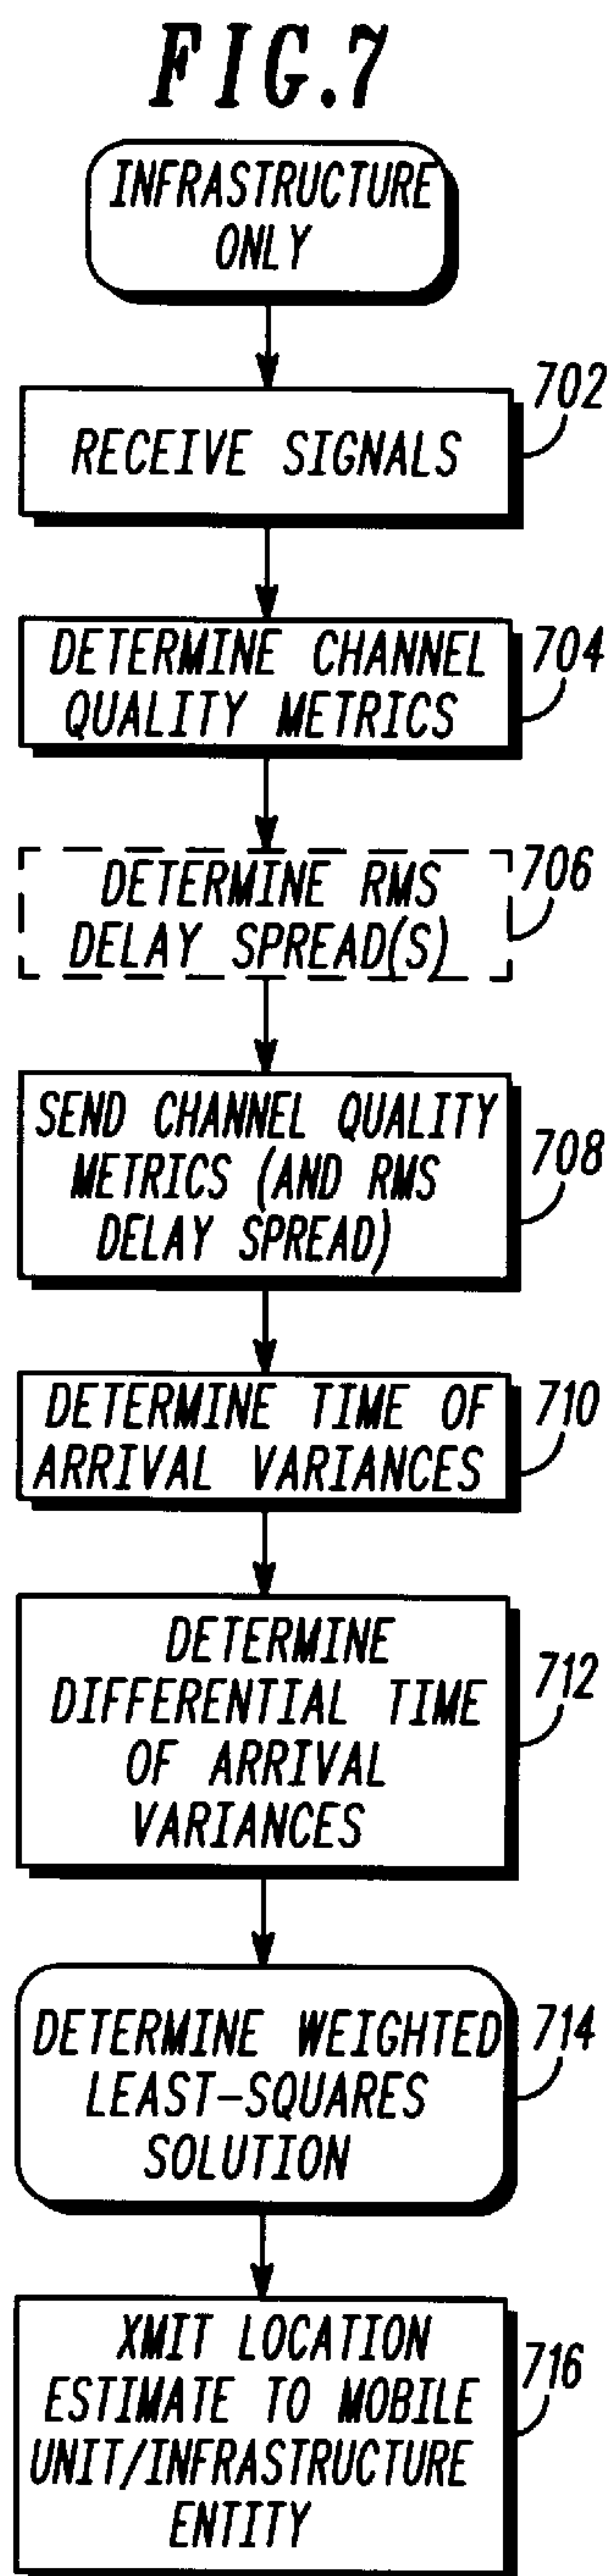 FIG.7
INFRASTRUCTURE
ONLY
702
RECEIVE SIGNALS
704
DETERMINE CHANNEL
QUALITY METRICS
706
DETERMINE RMS
DELAY SPREAD(S)
SEND CHANNEL QUALITY
METRICS (AND RMS
DELAY SPREAD)
708
DETERMINE TIME OF
ARRIVAL VARIANCES
710
DETERMINE
DIFFERENTIAL TIME
OF ARRIVAL
VARIANCES
712
DETERMINE WEIGHTED
LEAST-SQUARES
SOLUTION
714
XMIT LOCATION
ESTIMATE TO MOBILE
UNIT/INFRASTRUCTURE
ENTITY
716